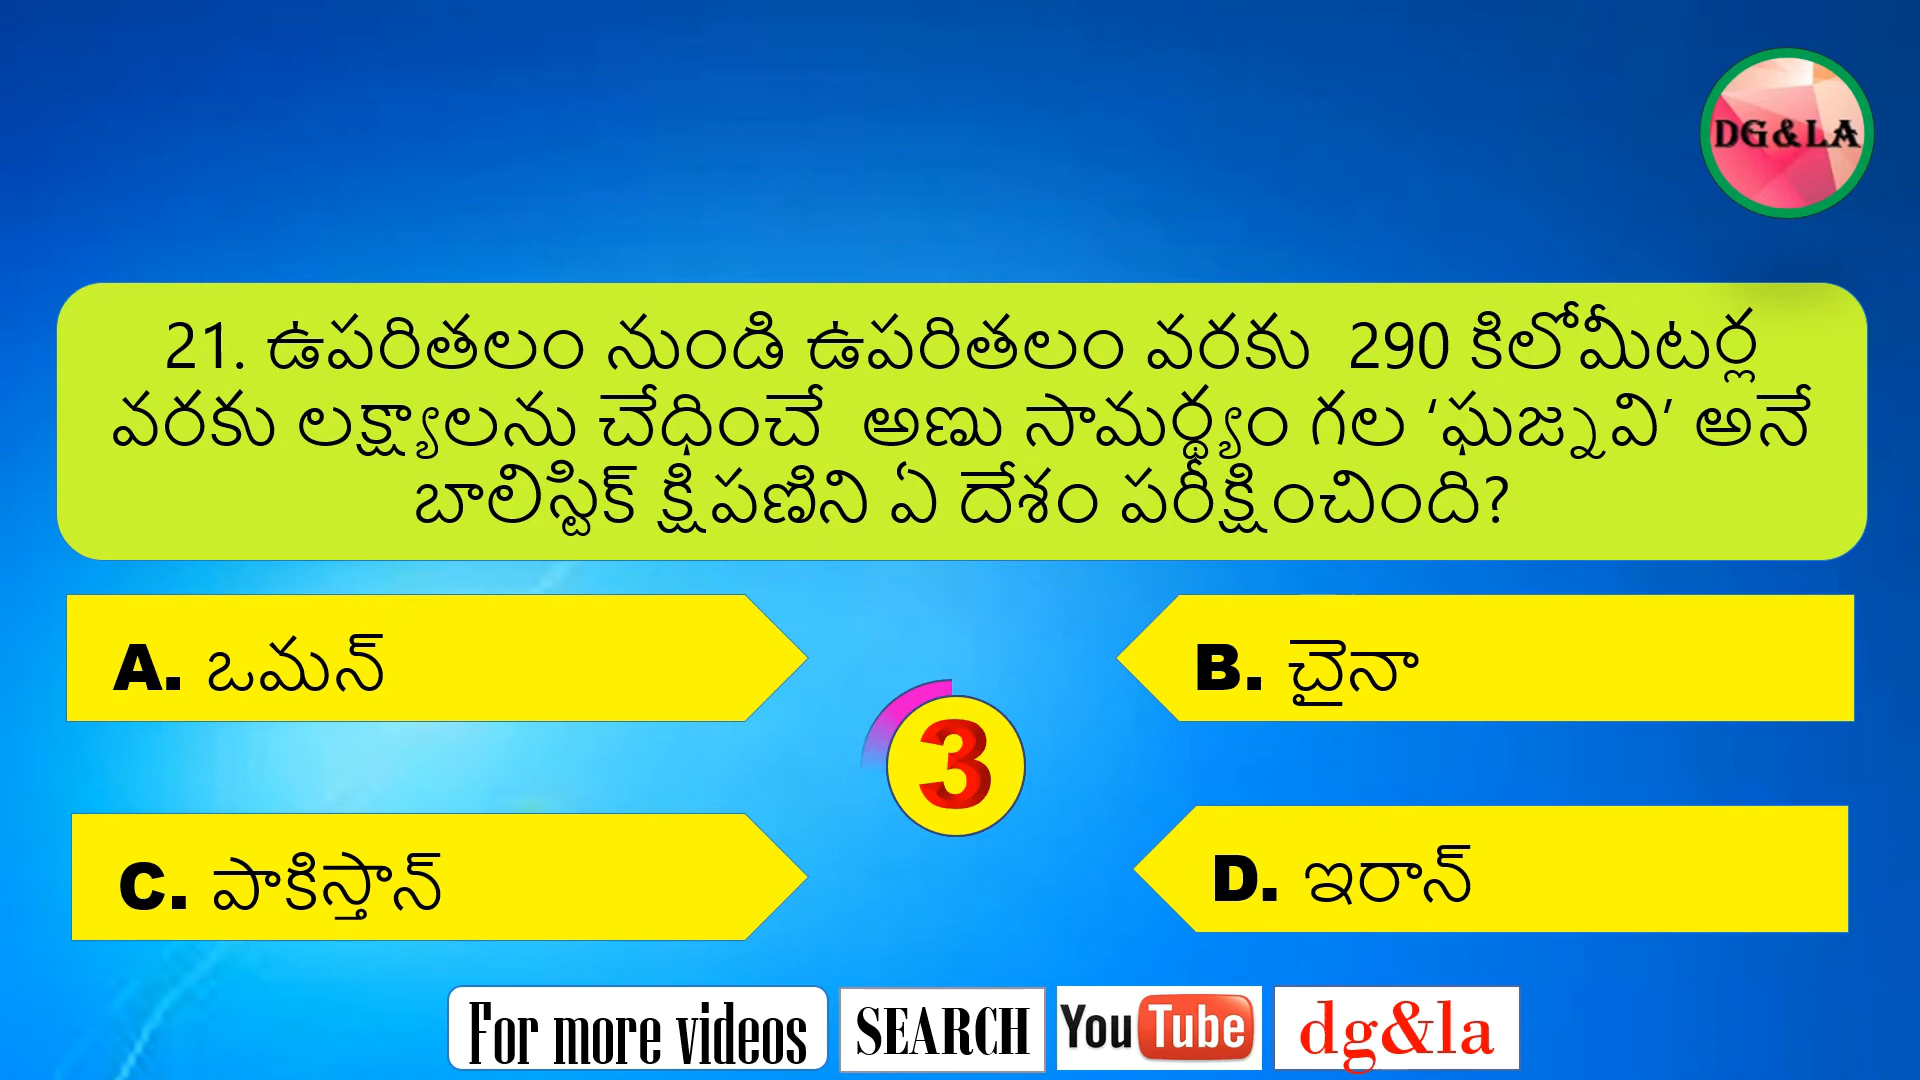 DG&LA
21. ఉపరితలం నుండి ఉపరితలం వరకు 290 కిలోమీటర్ల
వరకు లక్ష్యాలను చేధించే అణు సామర్థ్యం గల ‘ఘజ్నవి’ అనే
బాలిస్టిక్ క్షిపణిని ఏ దేశం పరీక్షించింది?
A. ఒమన్
B. చైనా
3
C. పాకిస్తాన్
D. ఇరాన్
For more videos SEARCH YouTube dg&la